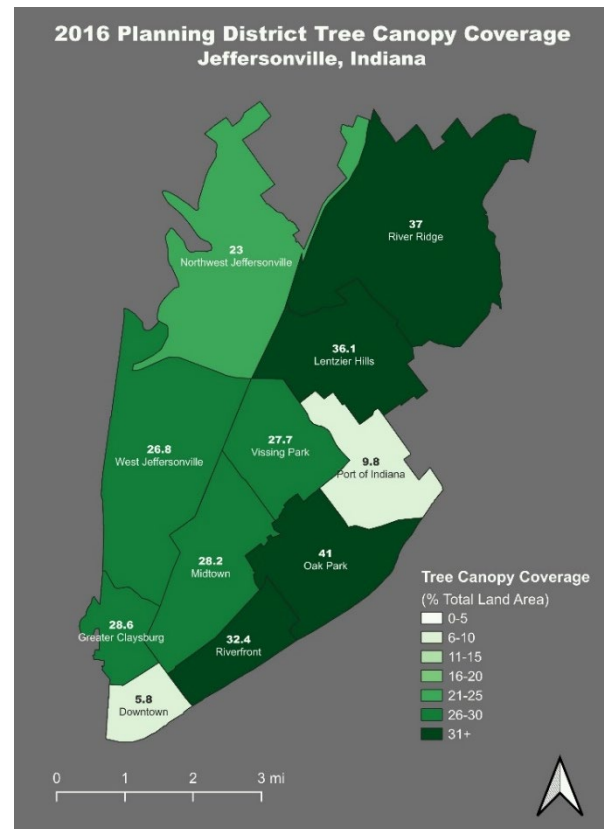 2016 Planning District Tree Canopy Coverage
Jeffersonville, Indiana
37
River Ridge
23
Northwest Jeffersonville
36.1
Lentzier Hills
27.7
Vissing Park
26.8
West Jeffersonville
9.8
Port of Indiana
41
Oak Park
28.2
Midtown
28.6
Greater Claysburg
32.4
Riverfront
5.8
Downtown
Tree Canopy Coverage
(% Total Land Area)
0-5
6-10
11-15
16-20
21-25
26-30
31+
0 1 2 3 mi